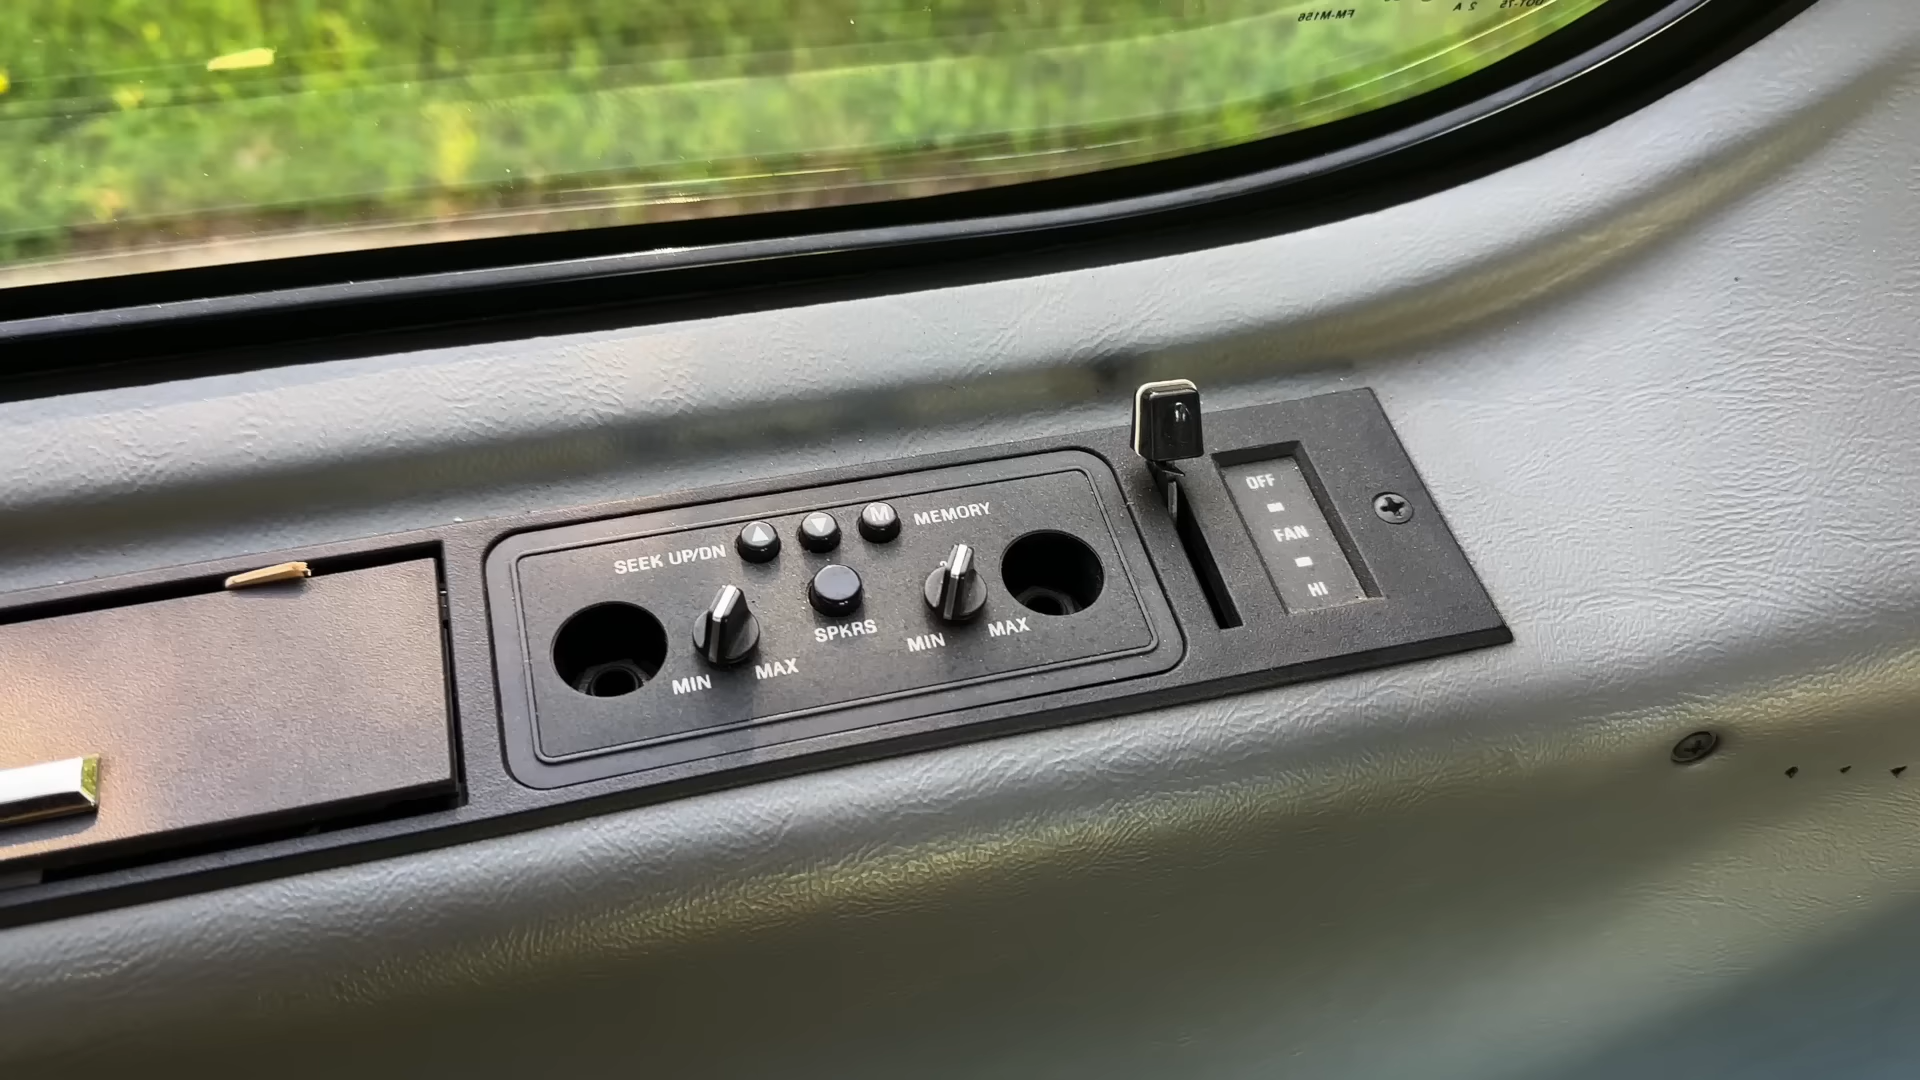 SEEK UP/DN
▲
▼
M
MEMORY
SPKRS
MIN
MAX
MIN
MAX
OFF
FAN
HI